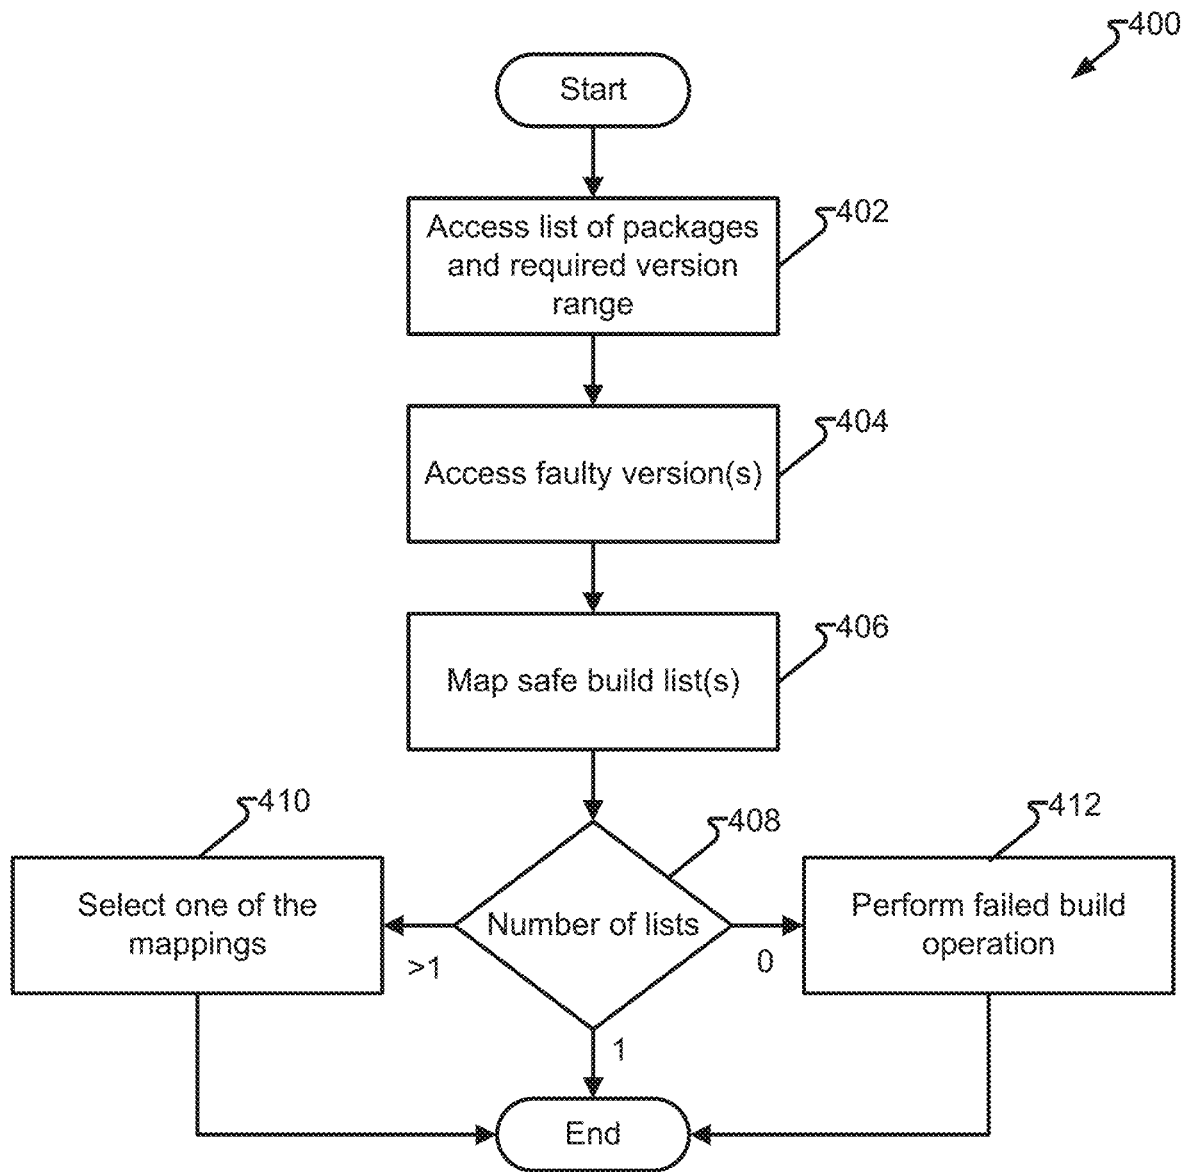 400
Start
Access list of packages
and required version
range
402
Access faulty version(s)
404
Map safe build list(s)
406
Number of lists
408
>1
0
1
Select one of the
mappings
410
Perform failed build
operation
412
End